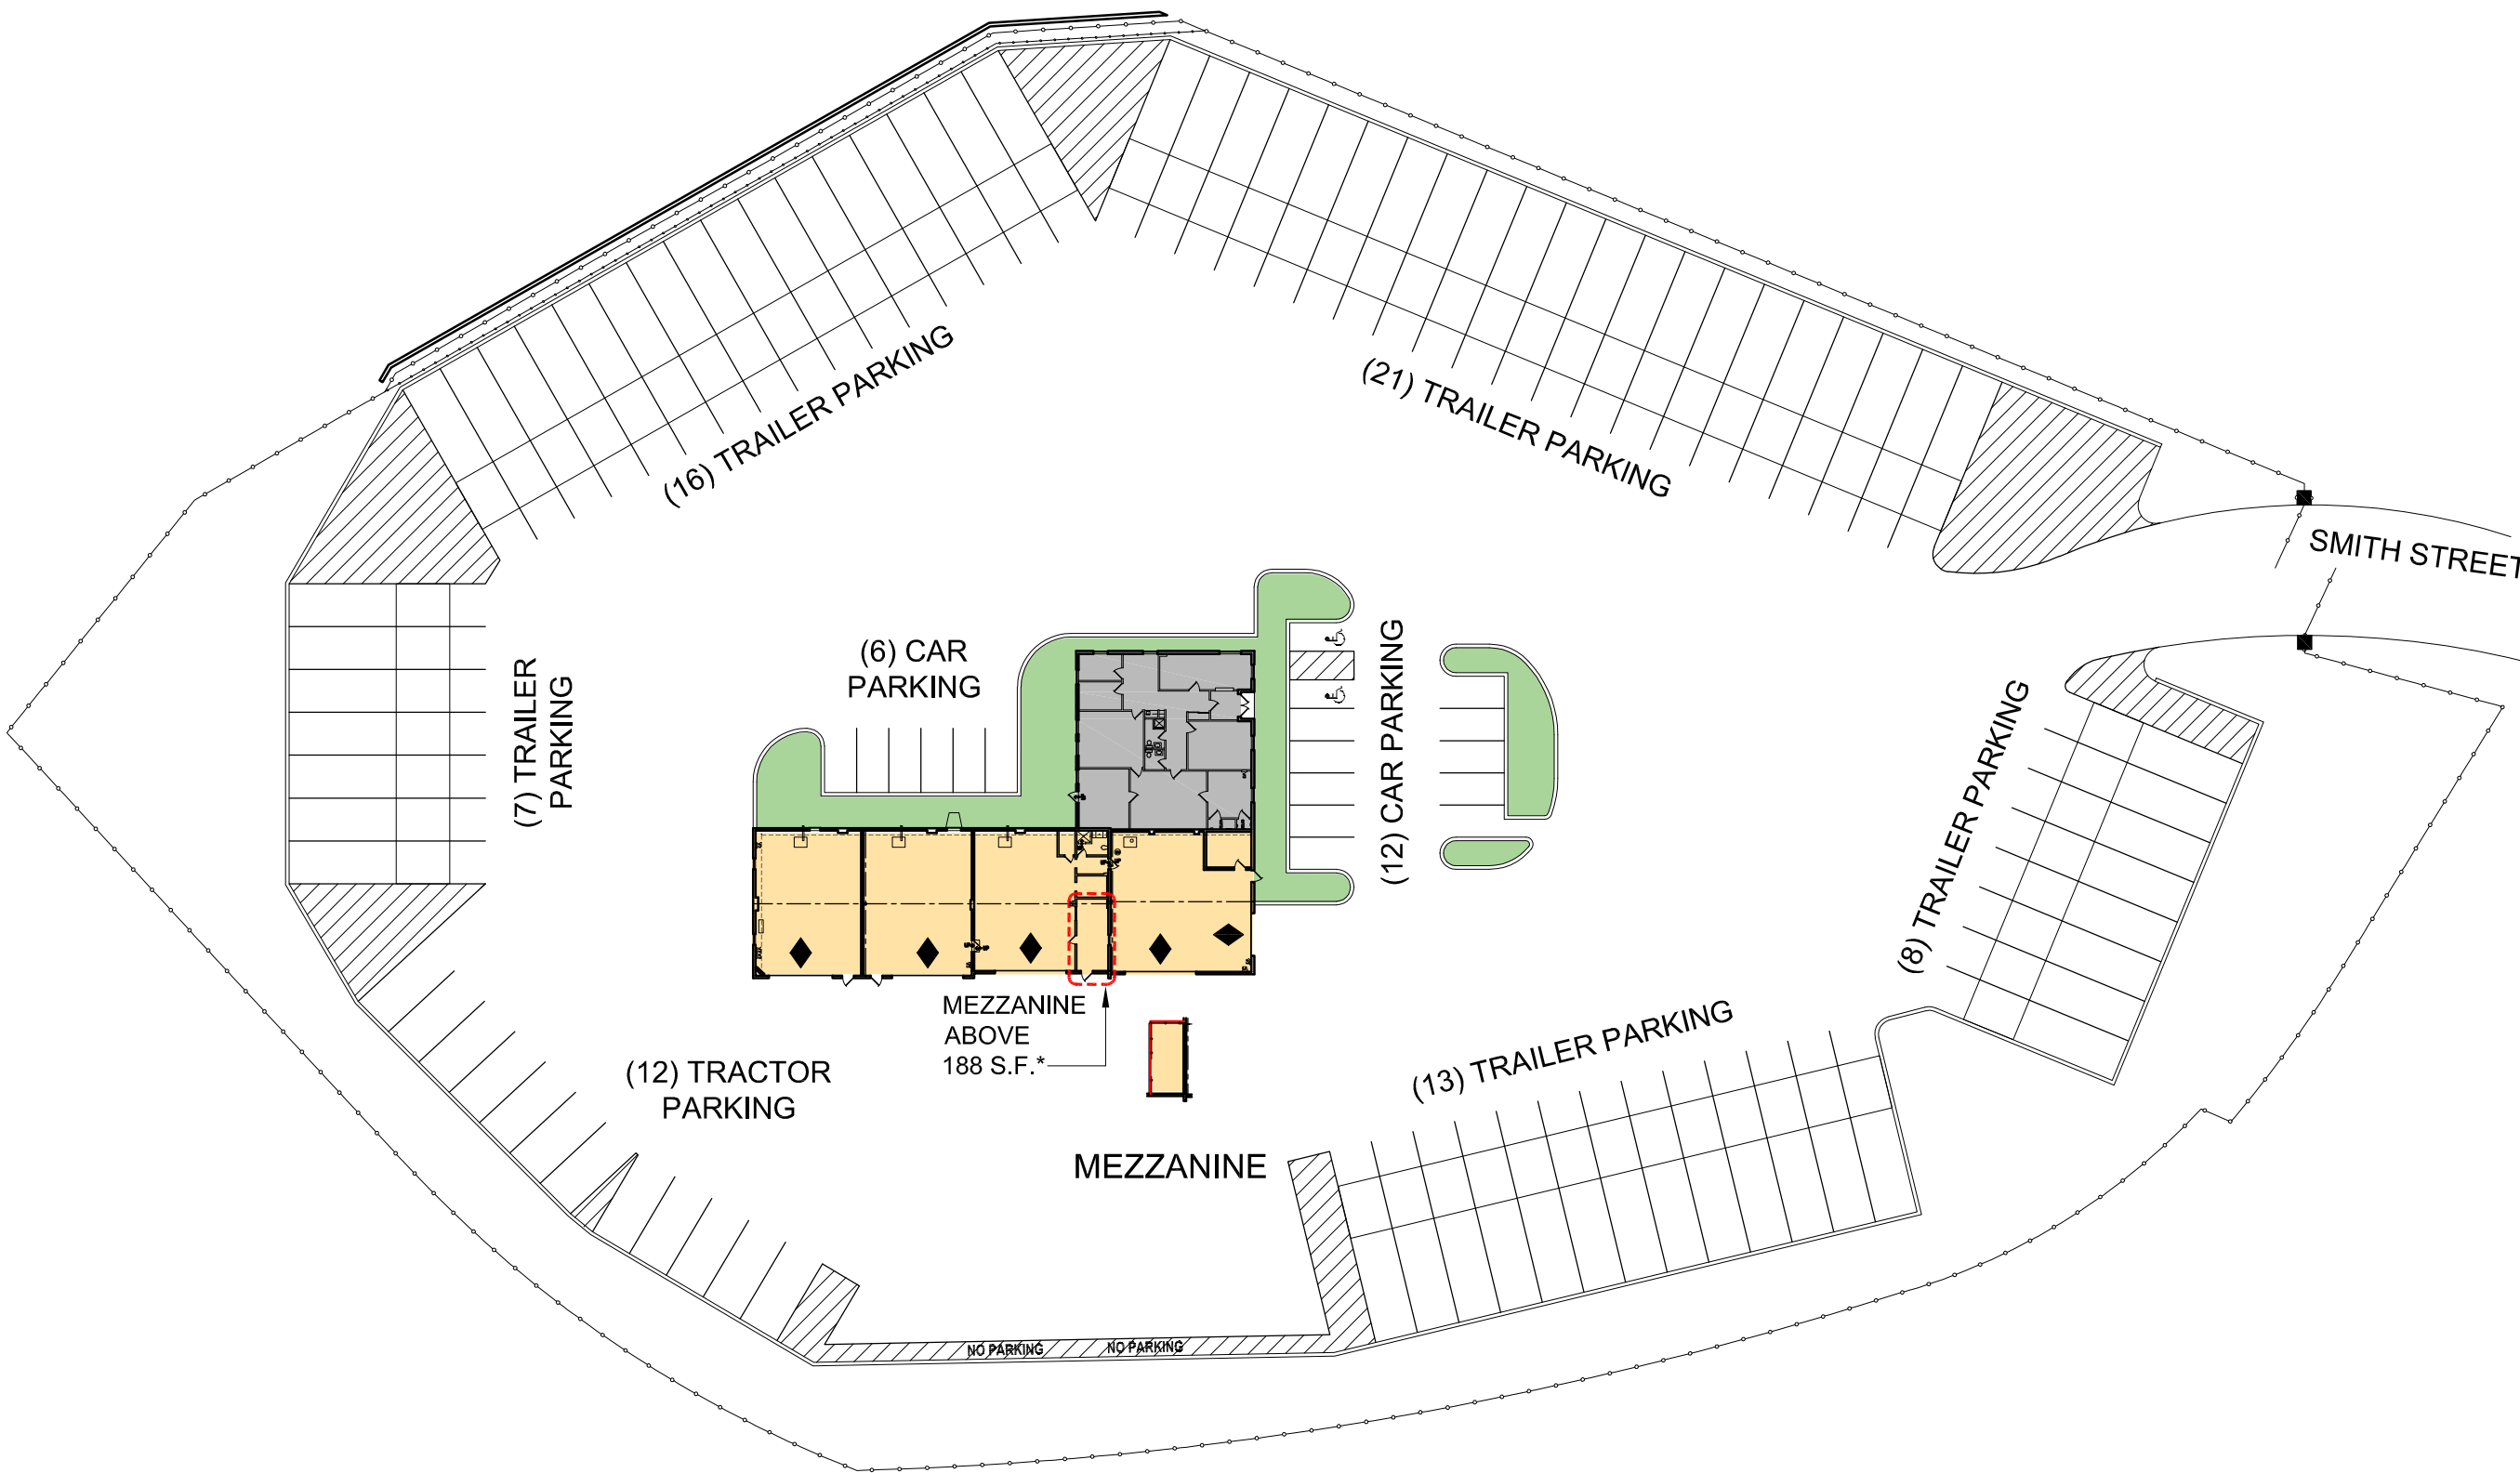 (16) TRAILER PARKING
(21) TRAILER PARKING
SMITH STREET
(6) CAR
PARKING
(7) TRAILER
PARKING
(12) CAR PARKING
(8) TRAILER PARKING
MEZZANINE
ABOVE
188 S.F.*
(12) TRACTOR
PARKING
(13) TRAILER PARKING
MEZZANINE
NO PARKING
NO PARKING